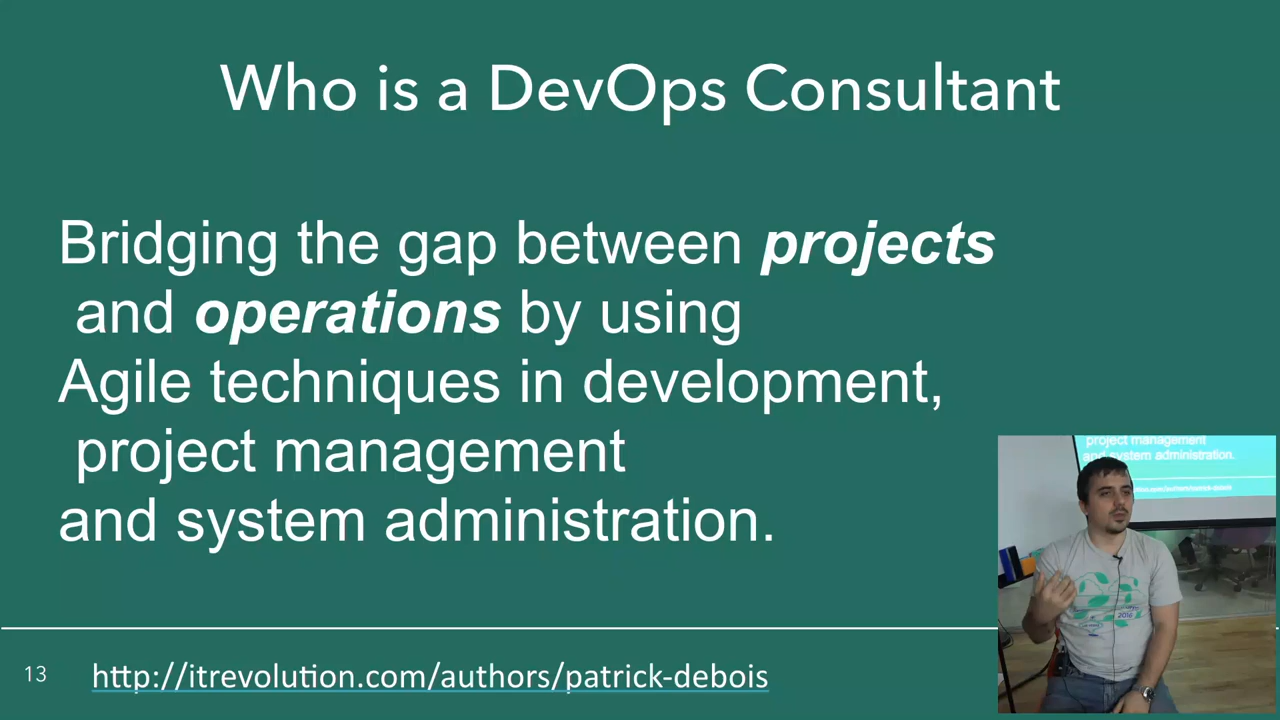 Who is a DevOps Consultant
Bridging the gap between projects
and operations by using
Agile techniques in development,
project management
and system administration.
13
http://itrevolution.com/authors/patrick-debois
project management
and system administration.
2016